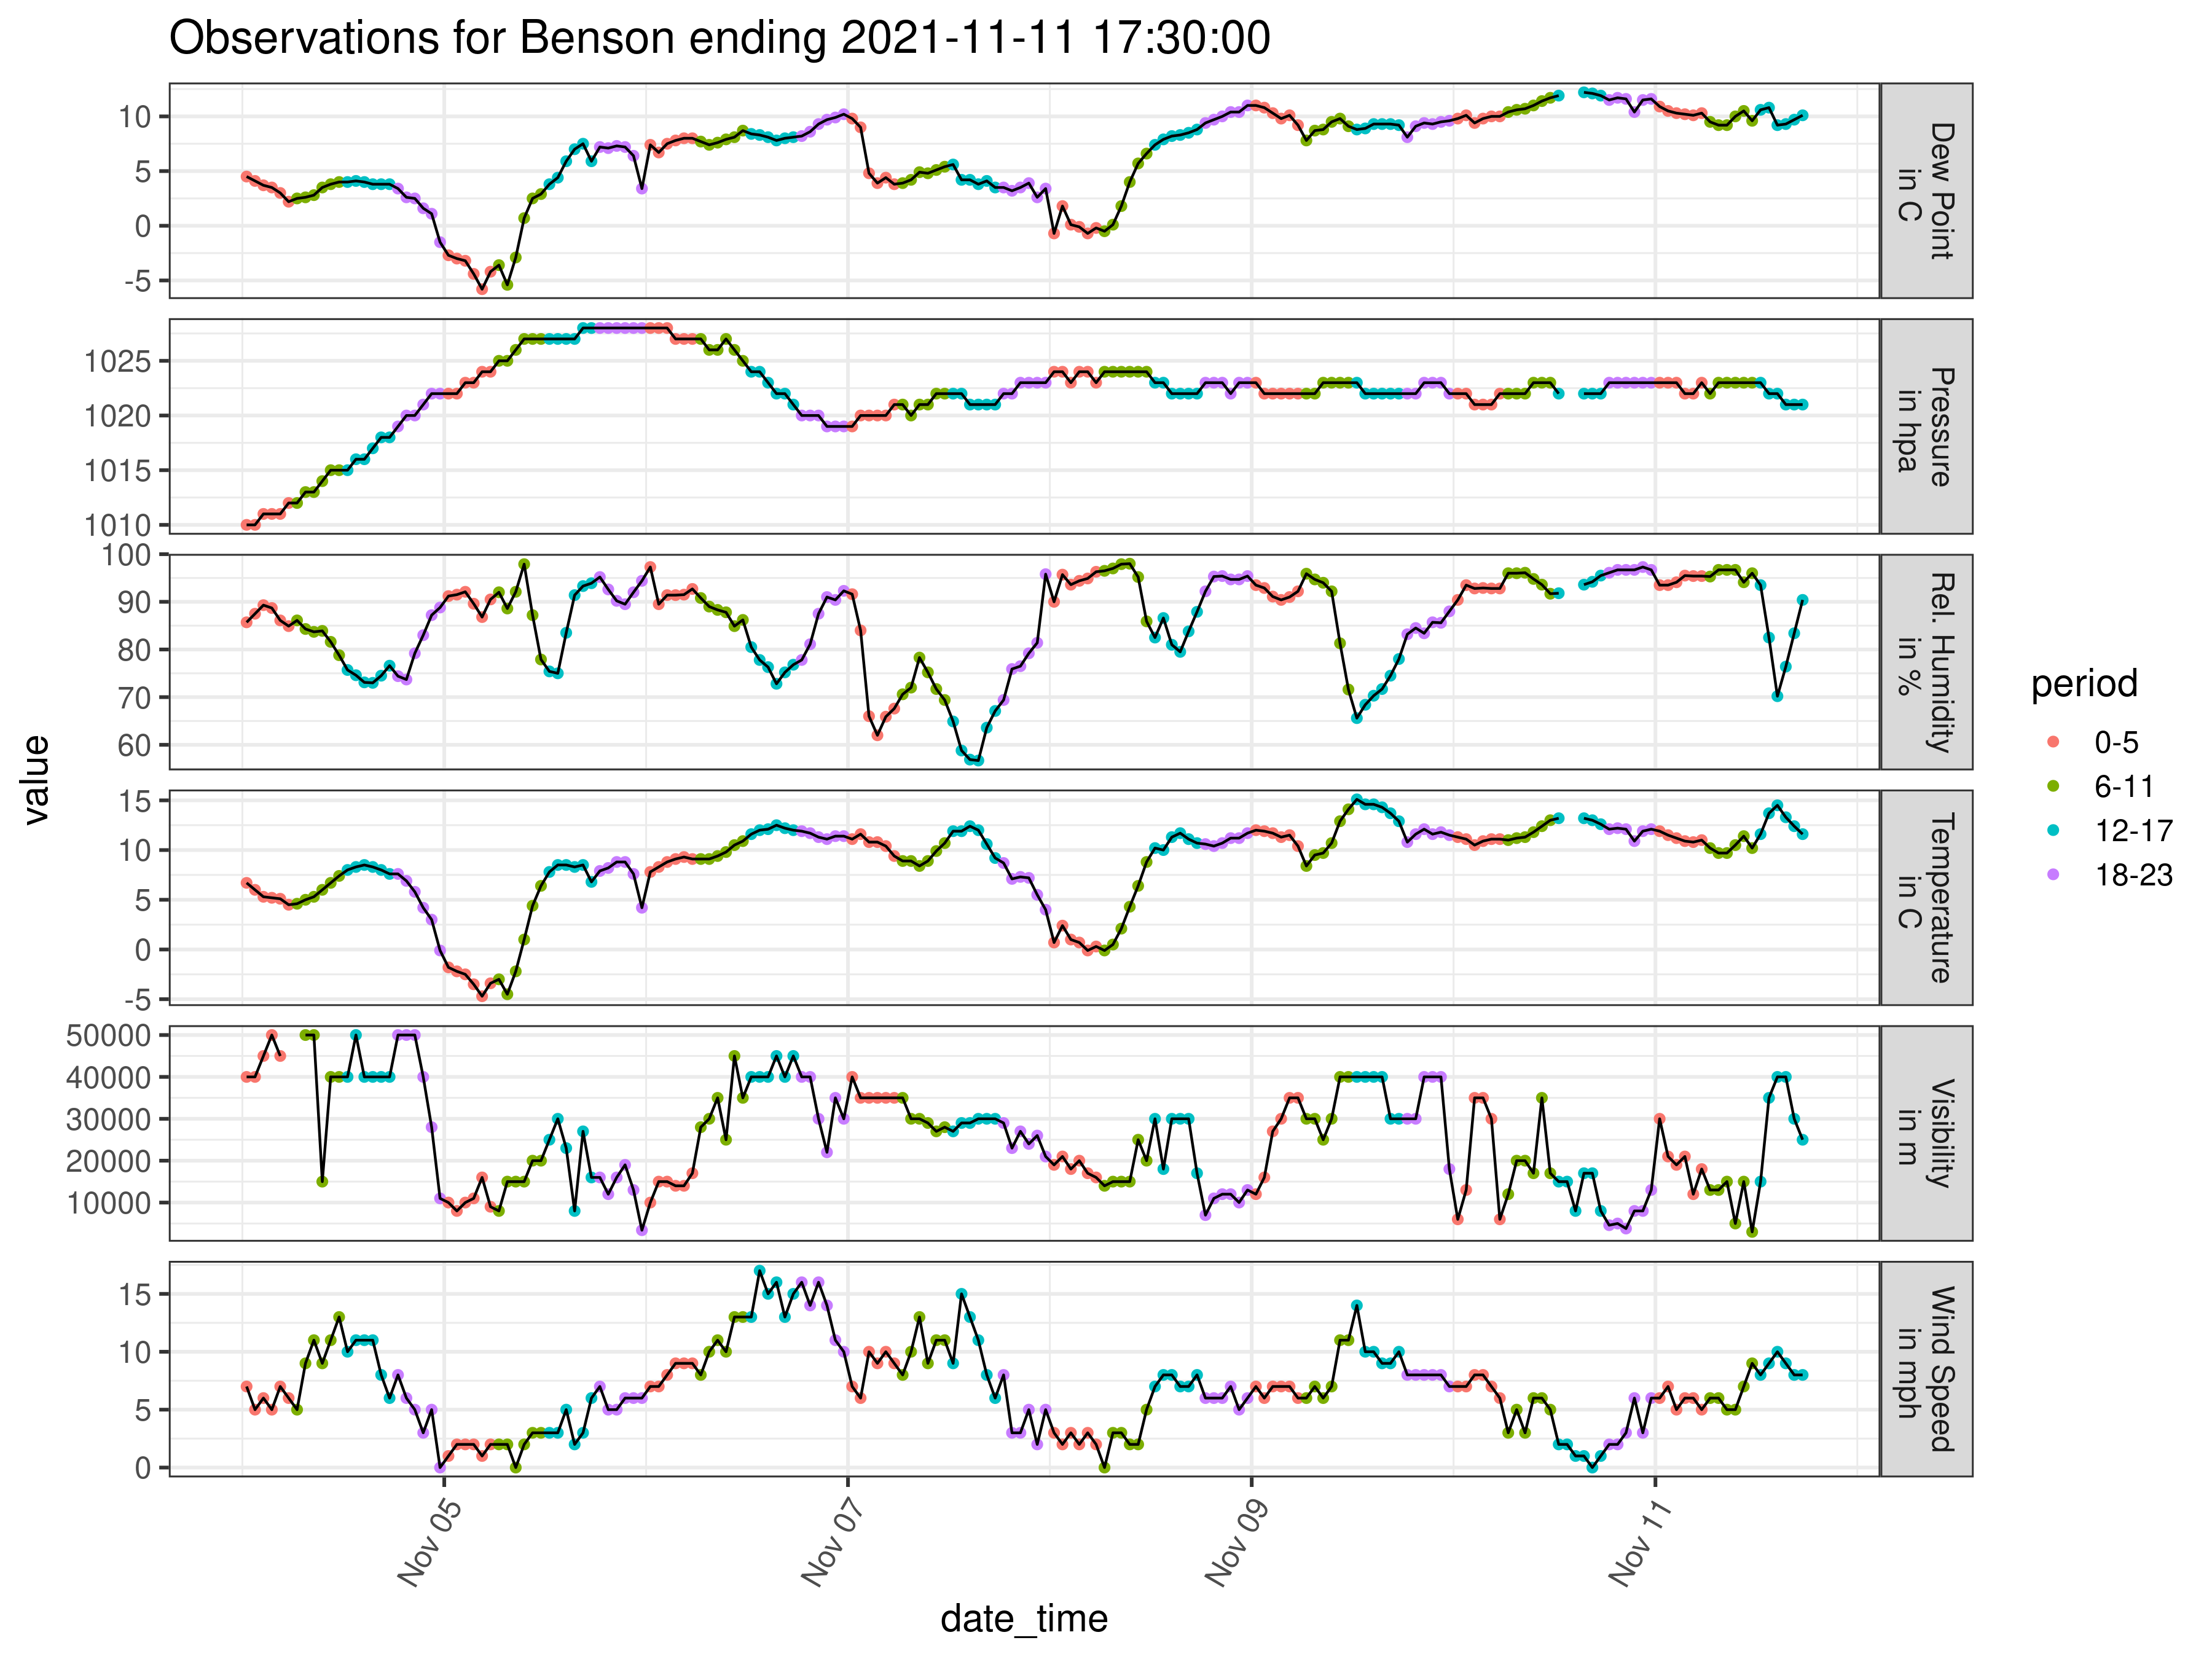 Observations for Benson ending 2021-11-11 17:30:00
value
10
5
0
-5
Dew Point
in C
1025
1020
1015
1010
Pressure
in hpa
100
90
80
70
60
Rel. Humidity
in %
15
10
5
0
-5
Temperature
in C
50000
40000
30000
20000
10000
Visibility
in m
15
10
5
0
Wind Speed
in mph
Nov 05
Nov 07
Nov 09
Nov 11
date_time
period
0-5
6-11
12-17
18-23